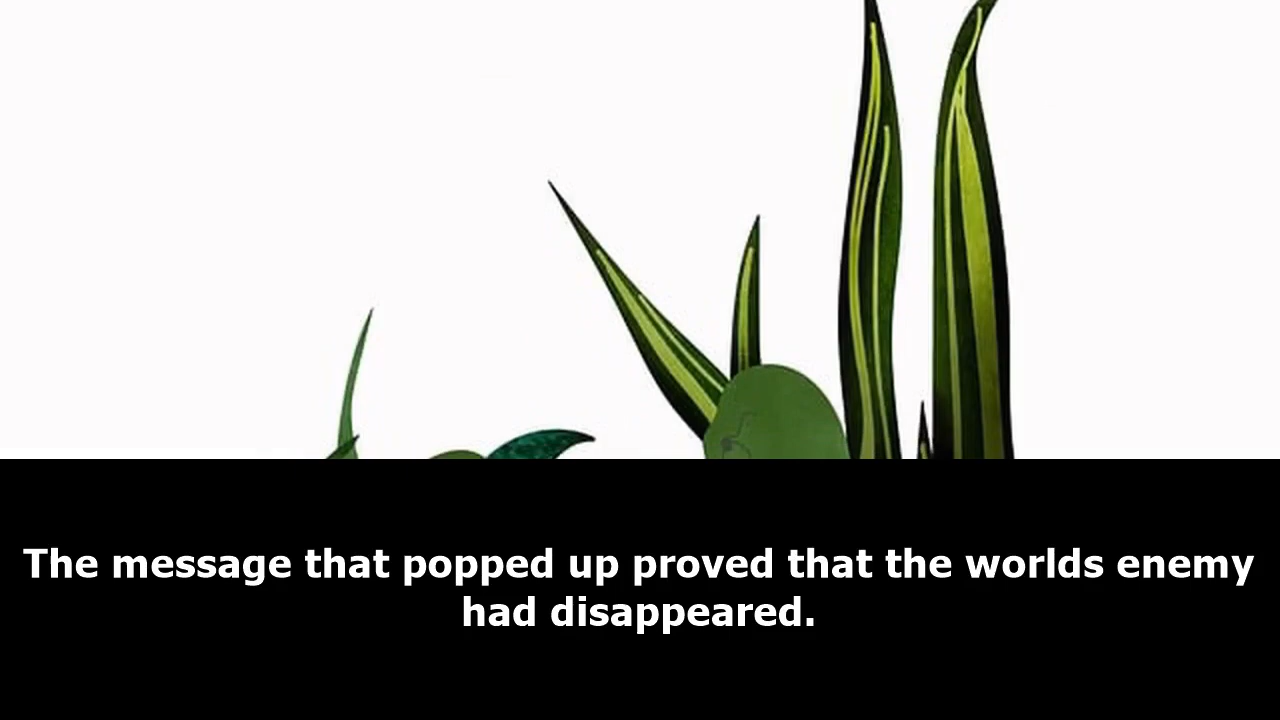 The message that popped up proved that the worlds enemy
had disappeared.